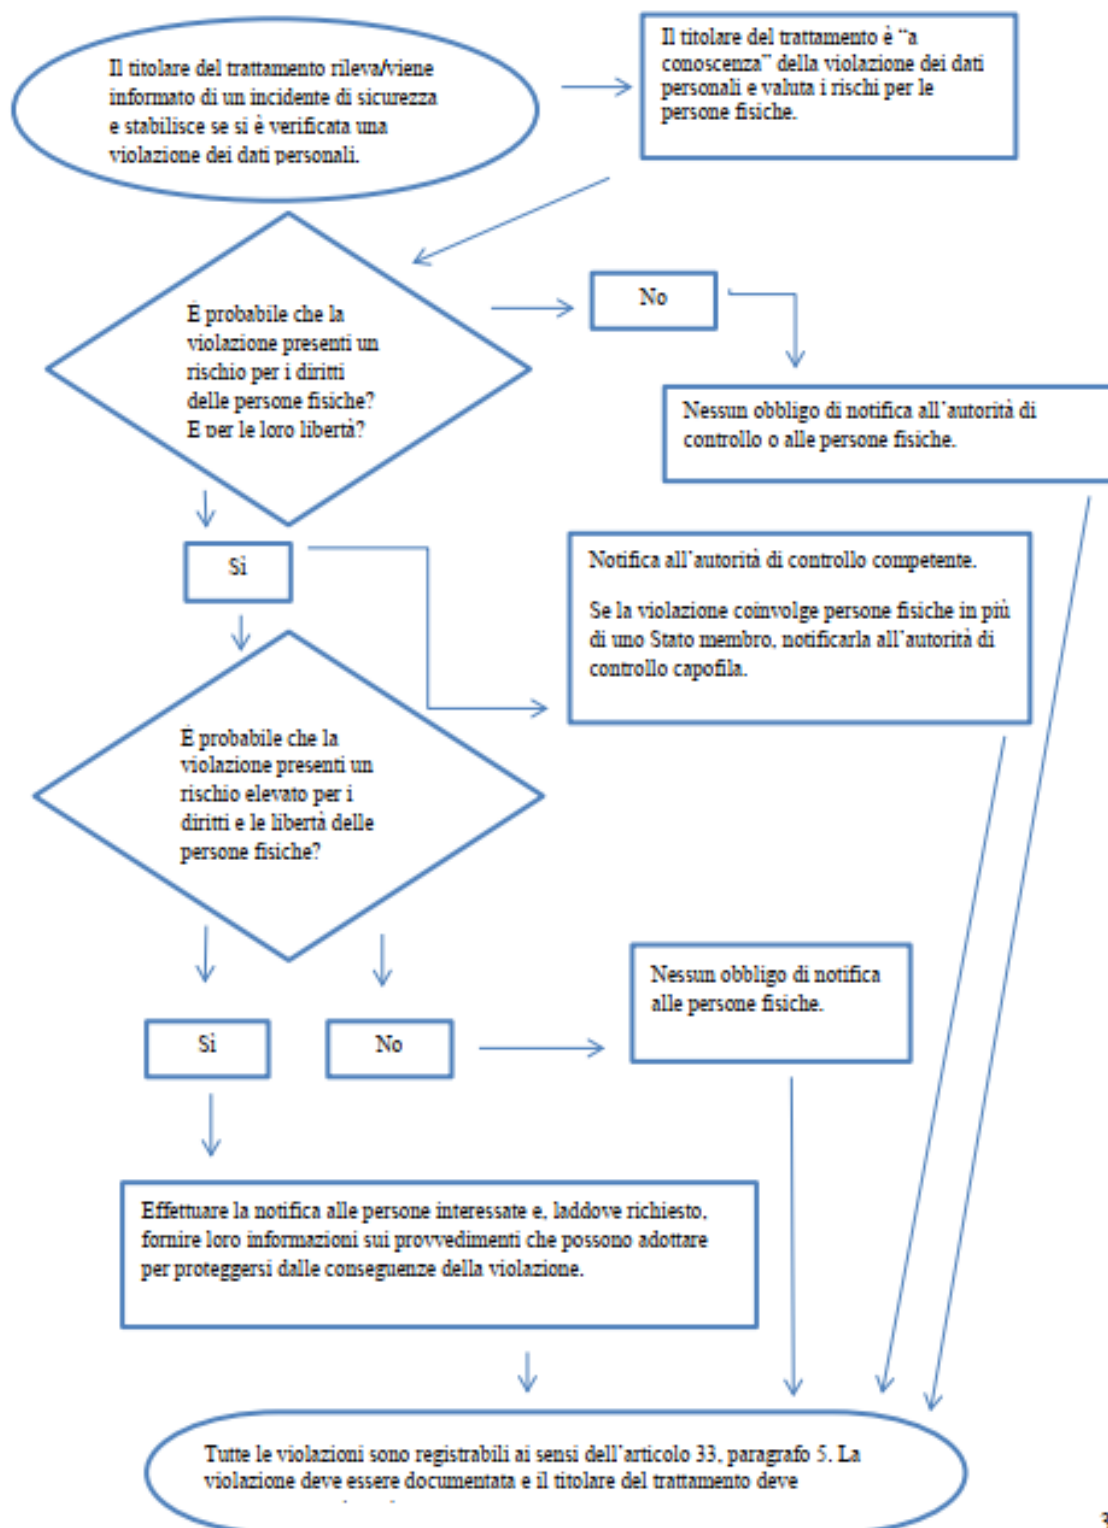 Il titolare del trattamento rileva/viene
informato di un incidente di sicurezza
e stabilisce se si è verificata una
violazione dei dati personali.
Il titolare del trattamento è “a
conoscenza” della violazione dei dati
personali e valuta i rischi per le
persone fisiche.
È probabile che la
violazione presenti un
rischio per i diritti
delle persone fisiche?
E per le loro libertà?
No
Nessun obbligo di notifica all’autorità di
controllo o alle persone fisiche.
Sì
Notifica all’autorità di controllo competente.
Se la violazione coinvolge persone fisiche in più
di uno Stato membro, notificarla all’autorità di
controllo capofila.
È probabile che la
violazione presenti un
rischio elevato per i
diritti e le libertà delle
persone fisiche?
Sì
No
Nessun obbligo di notifica
alle persone fisiche.
Effettuare la notifica alle persone interessate e, laddove richiesto,
fornire loro informazioni sui provvedimenti che possono adottare
per proteggersi dalle conseguenze della violazione.
Tutte le violazioni sono registrabili ai sensi dell’articolo 33, paragrafo 5. La
violazione deve essere documentata e il titolare del trattamento deve